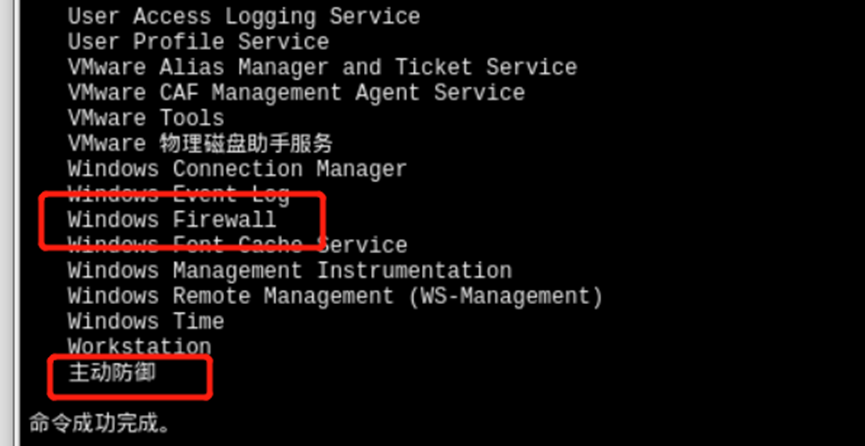 User Access Logging Service
User Profile Service
VMware Alias Manager and Ticket Service
VMware CAF Management Agent Service
VMware Tools
VMware 物理磁盘助手服务
Windows Connection Manager
Windows Event Log
Windows Firewall
Windows Font Cache Service
Windows Management Instrumentation
Windows Remote Management (WS-Management)
Windows Time
Workstation
主动防御
命令成功完成。